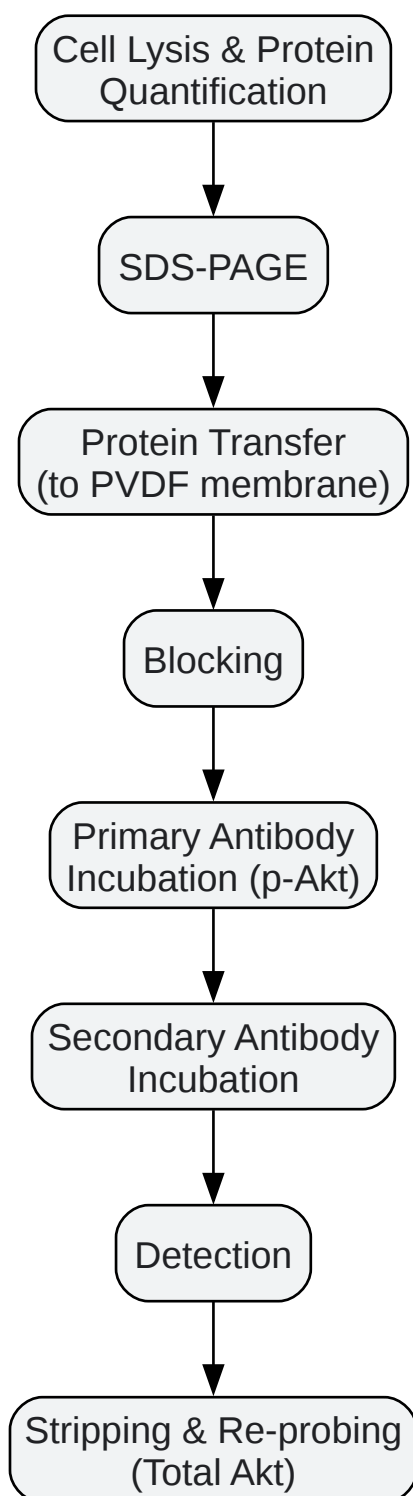 Cell Lysis & Protein
Quantification
SDS-PAGE
Protein Transfer
(to PVDF membrane)
Blocking
Primary Antibody
Incubation (p-Akt)
Secondary Antibody
Incubation
Detection
Stripping & Re-probing
(Total Akt)